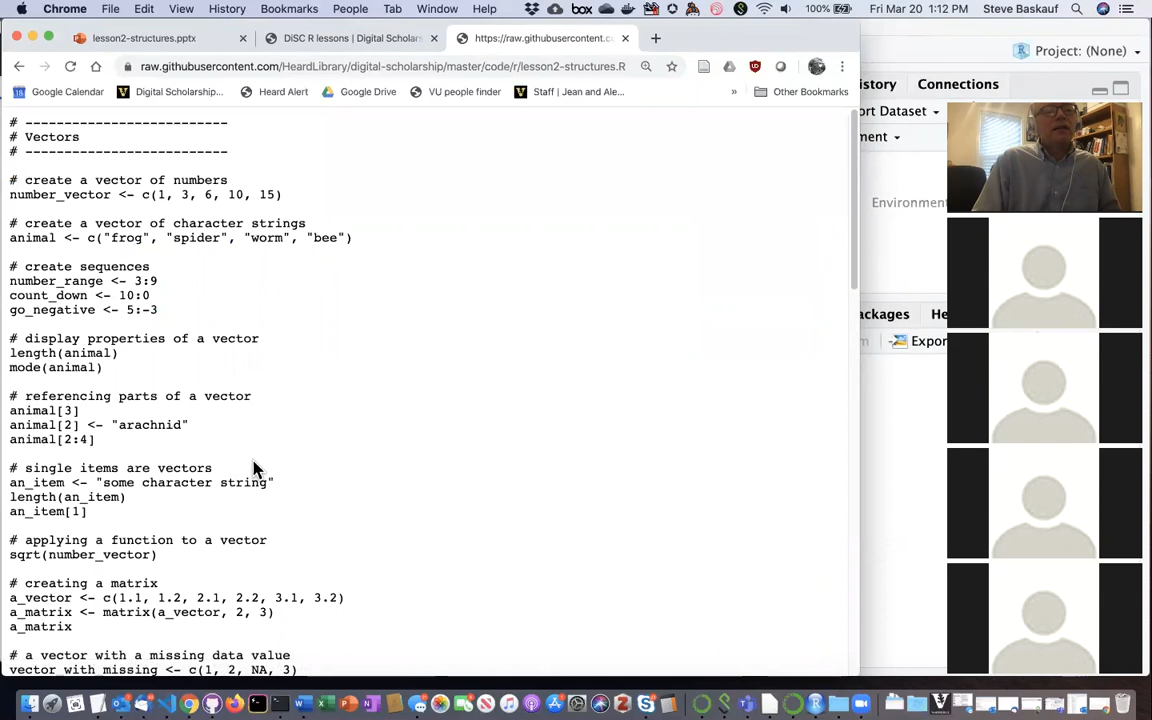 Chrome File Edit View History Bookmarks People Tab Window Help box 100% Fri Mar 20 1:12 PM Steve Baskauf
lesson2-structures.pptx × DiSC R lessons | Digital Scholars × https://raw.githubusercontent.c × +
Project: (None)
raw.githubusercontent.com/HeardLibrary/digital-scholarship/master/code/r/lesson2-structures.R
Google Calendar Digital Scholarship... Heard Alert Google Drive VU people finder Staff | Jean and Ale... » Other Bookmarks
story Connections
ort Dataset
ment
Environmen
ackages He
Export
# --------------------------
# Vectors
# --------------------------
# create a vector of numbers
number_vector <- c(1, 3, 6, 10, 15)
# create a vector of character strings
animal <- c("frog", "spider", "worm", "bee")
# create sequences
number_range <- 3:9
count_down <- 10:0
go_negative <- 5:-3
# display properties of a vector
length(animal)
mode(animal)
# referencing parts of a vector
animal[3]
animal[2] <- "arachnid"
animal[2:4]
# single items are vectors
an_item <- "some character string"
length(an_item)
an_item[1]
# applying a function to a vector
sqrt(number_vector)
# creating a matrix
a_vector <- c(1.1, 1.2, 2.1, 2.2, 3.1, 3.2)
a_matrix <- matrix(a_vector, 2, 3)
a_matrix
# a vector with a missing data value
vector_with_missing <- c(1, 2, NA, 3)